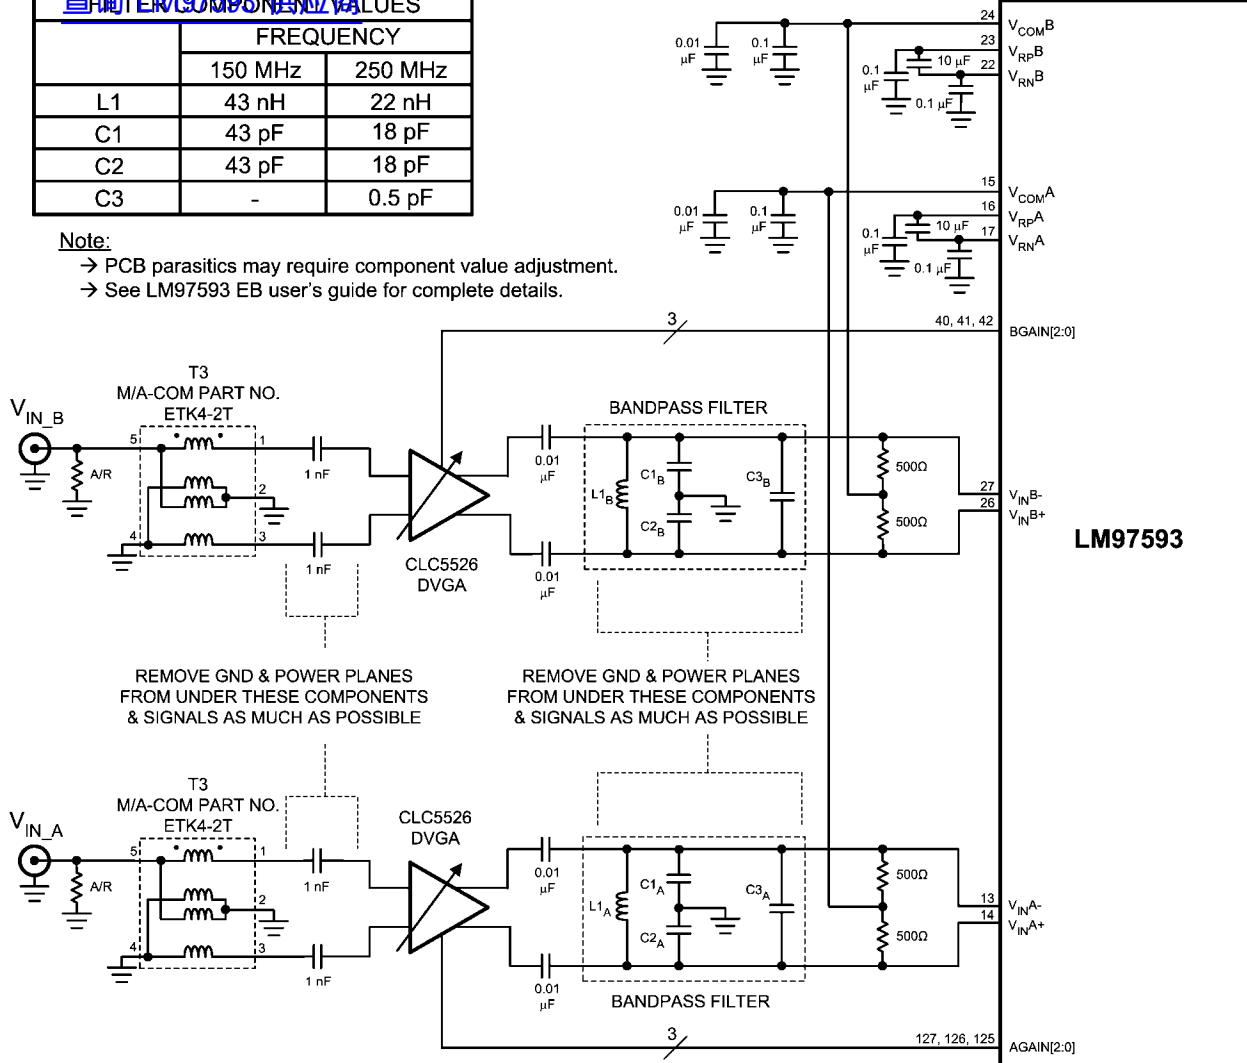 查询"LM97593"供应商
FILTER COMPONENT VALUES
FREQUENCY
150 MHz 250 MHz
L1 43 nH 22 nH
C1 43 pF 18 pF
C2 43 pF 18 pF
C3 - 0.5 pF
Note:
→ PCB parasitics may require component value adjustment.
→ See LM97593 EB user's guide for complete details.
0.01 µF
0.1 µF
24 VCOMB
23 VRPB
22 VRNB
0.1 µF
10 µF
0.1 µF
15 VCOMA
16 VRPA
17 VRNA
0.01 µF
0.1 µF
0.1 µF
10 µF
0.1 µF
3
40, 41, 42 BGAIN[2:0]
T3
M/A-COM PART NO.
ETK4-2T
VIN_B
A/R
5 1
2
4 3
1 nF
1 nF
CLC5526
DVGA
0.01 µF
0.01 µF
BANDPASS FILTER
L1B
C1B
C2B
C3B
500Ω
500Ω
27 VINB-
26 VINB+
LM97593
REMOVE GND & POWER PLANES
FROM UNDER THESE COMPONENTS
& SIGNALS AS MUCH AS POSSIBLE
REMOVE GND & POWER PLANES
FROM UNDER THESE COMPONENTS
& SIGNALS AS MUCH AS POSSIBLE
T3
M/A-COM PART NO.
ETK4-2T
VIN_A
A/R
5 1
2
4 3
1 nF
1 nF
CLC5526
DVGA
0.01 µF
0.01 µF
L1A
C1A
C2A
C3A
BANDPASS FILTER
500Ω
500Ω
13 VINA-
14 VINA+
3
127, 126, 125 AGAIN[2:0]